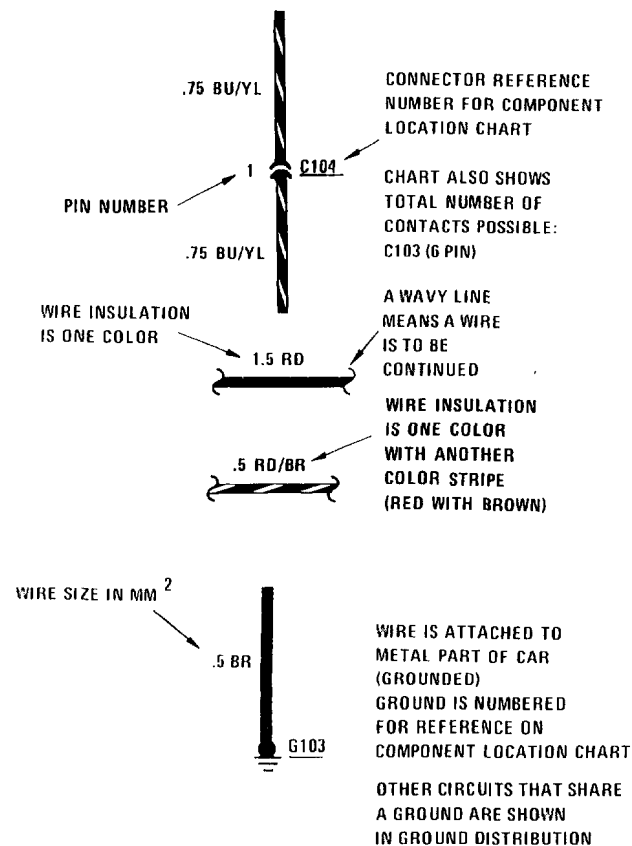 .75 BU/YL
CONNECTOR REFERENCE
NUMBER FOR COMPONENT
LOCATION CHART
1
C104
PIN NUMBER
CHART ALSO SHOWS
TOTAL NUMBER OF
CONTACTS POSSIBLE:
C103 (6 PIN)
.75 BU/YL
WIRE INSULATION
IS ONE COLOR
A WAVY LINE
MEANS A WIRE
IS TO BE
CONTINUED
1.5 RD
WIRE INSULATION
IS ONE COLOR
WITH ANOTHER
COLOR STRIPE
(RED WITH BROWN)
.5 RD/BR
WIRE SIZE IN MM 2
.5 BR
G103
WIRE IS ATTACHED TO
METAL PART OF CAR
(GROUNDED)
GROUND IS NUMBERED
FOR REFERENCE ON
COMPONENT LOCATION CHART
OTHER CIRCUITS THAT SHARE
A GROUND ARE SHOWN
IN GROUND DISTRIBUTION